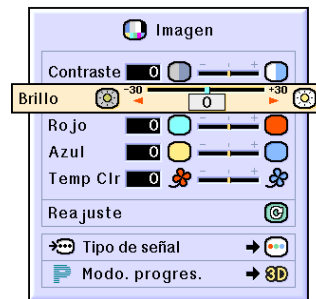 Imagen
Contraste 0 - +
Brillo -30 0 +30
Rojo 0 - +
Azul 0 - +
Temp Clr 0 - +
Reajuste
Tipo de señal
P Modo. progres. 3D